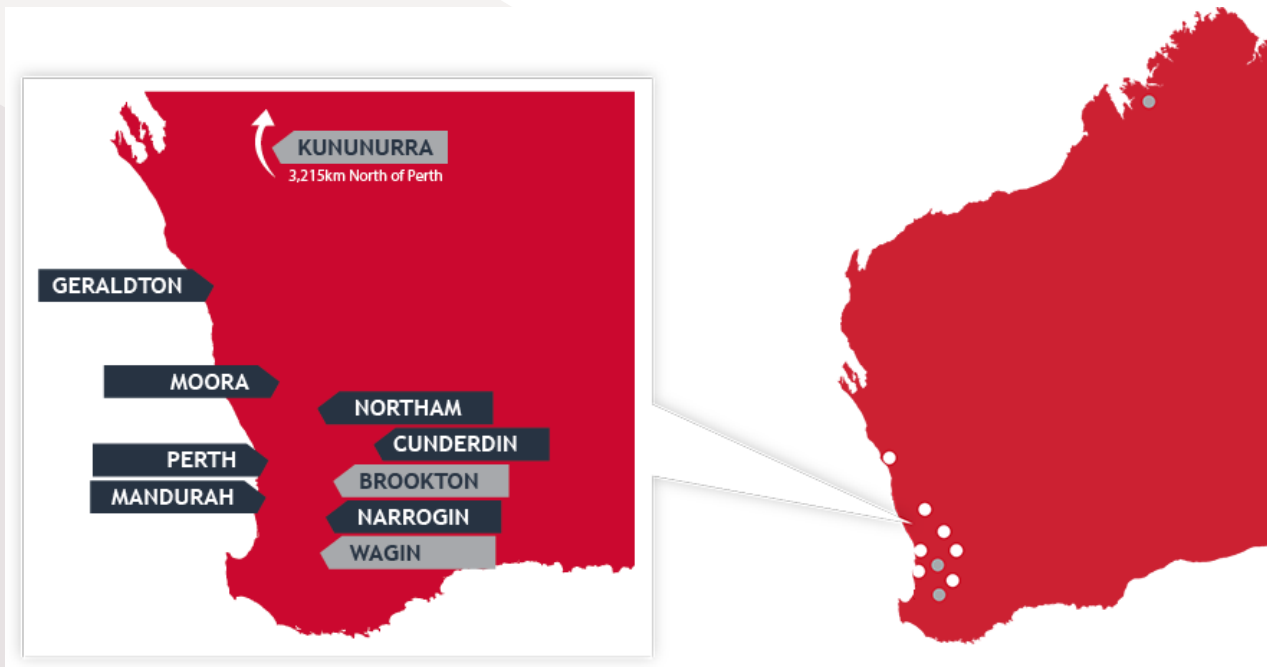 KUNUNURRA
3,215km North of Perth
GERALDTON
MOORA
NORTHAM
CUNDERDIN
PERTH
BROOKTON
MANDURAH
NARROGIN
WAGIN